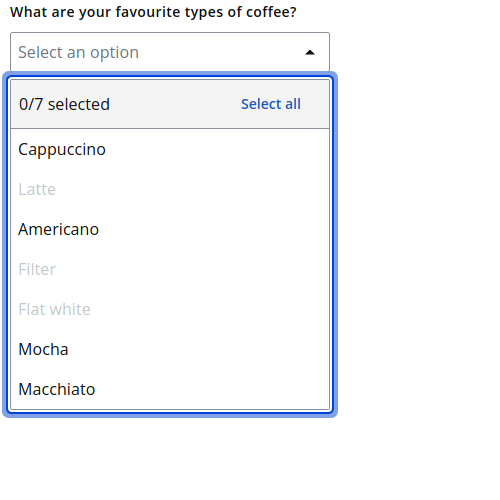 What are your favourite types of coffee?
Select an option
0/7 selected Select all
Cappuccino
Latte
Americano
Filter
Flat white
Mocha
Macchiato